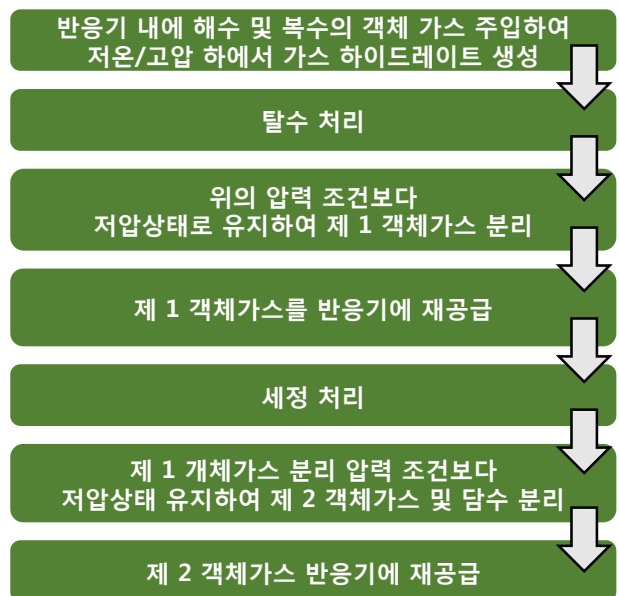 반응기 내에 해수 및 복수의 객체 가스 주입하여
저온/고압 하에서 가스 하이드레이트 생성
탈수 처리
위의 압력 조건보다
저압상태로 유지하여 제 1 객체가스 분리
제 1 객체가스를 반응기에 재공급
세정 처리
제 1 개체가스 분리 압력 조건보다
저압상태 유지하여 제 2 객체가스 및 담수 분리
제 2 객체가스 반응기에 재공급